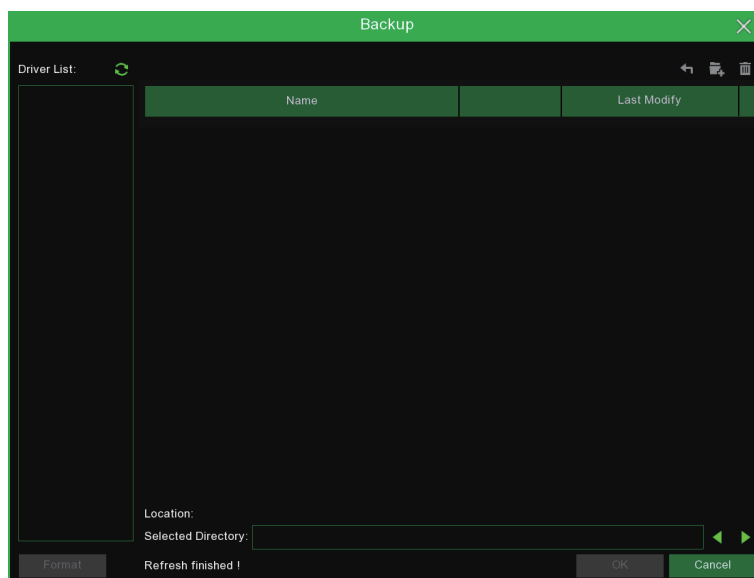 Backup
Driver List:
Name Last Modify
Location:
Selected Directory:
Format Refresh finished ! OK Cancel